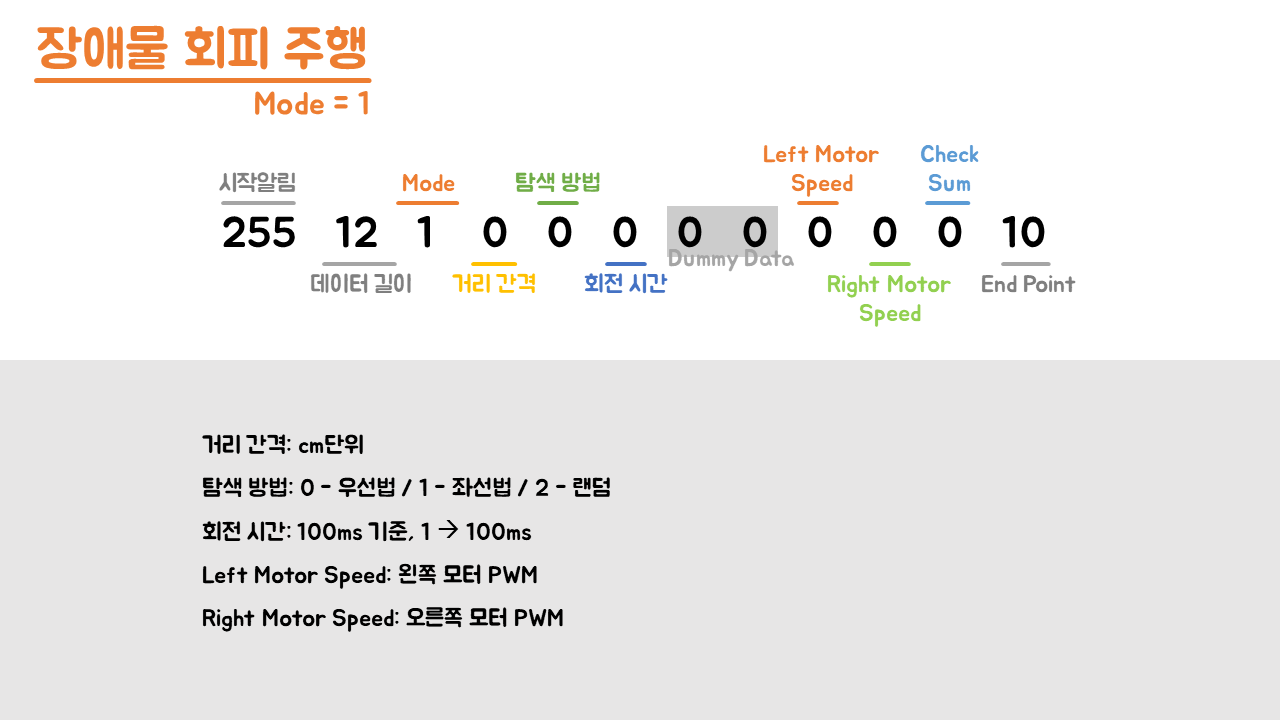 장애물 회피 주행
Mode = 1
Left Motor Speed
Check Sum
시작알림
Mode
탐색 방법
255 12 1 0 0 0 0 0 0 0 0 10
Dummy Data
데이터 길이
거리 간격
회전 시간
Right Motor Speed
End Point
거리 간격: cm단위
탐색 방법: 0 - 우선법 / 1 - 좌선법 / 2 - 랜덤
회전 시간: 100ms 기준, 1 → 100ms
Left Motor Speed: 왼쪽 모터 PWM
Right Motor Speed: 오른쪽 모터 PWM